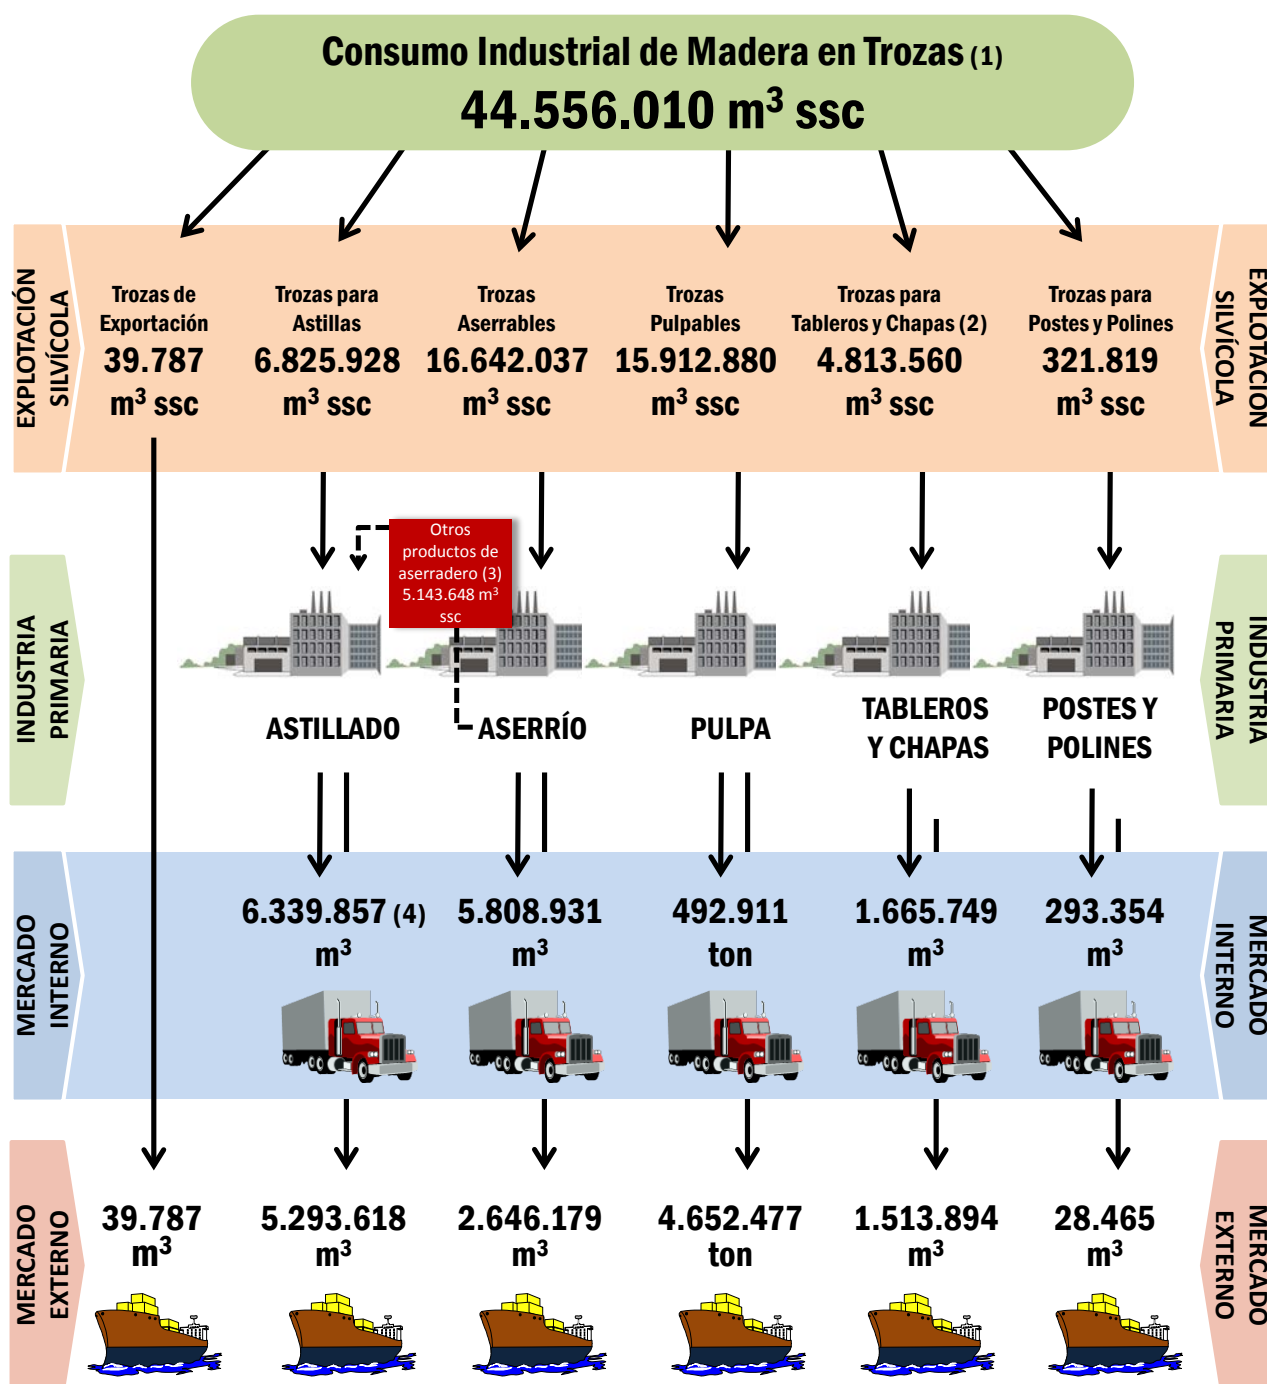 Consumo Industrial de Madera en Trozas (1)
44.556.010 m³ ssc
EXPLOTACIÓN
SILVÍCOLA
Trozas de
Exportación
39.787
m³ ssc
Trozas para
Astillas
6.825.928
m³ ssc
Trozas
Aserrables
16.642.037
m³ ssc
Trozas
Pulpables
15.912.880
m³ ssc
Trozas para
Tableros y Chapas (2)
4.813.560
m³ ssc
Trozas para
Postes y Polines
321.819
m³ ssc
EXPLOTACIÓN
SILVÍCOLA
INDUSTRIA
PRIMARIA
Otros
productos de
aserradero (3)
5.143.648 m³
ssc
ASTILLADO
ASERRÍO
PULPA
TABLEROS
Y CHAPAS
POSTES Y
POLINES
INDUSTRIA
PRIMARIA
MERCADO
INTERNO
6.339.857 (4)
m³
5.808.931
m³
492.911
ton
1.665.749
m³
293.354
m³
MERCADO
INTERNO
MERCADO
EXTERNO
39.787
m³
5.293.618
m³
2.646.179
m³
4.652.477
ton
1.513.894
m³
28.465
m³
MERCADO
EXTERNO